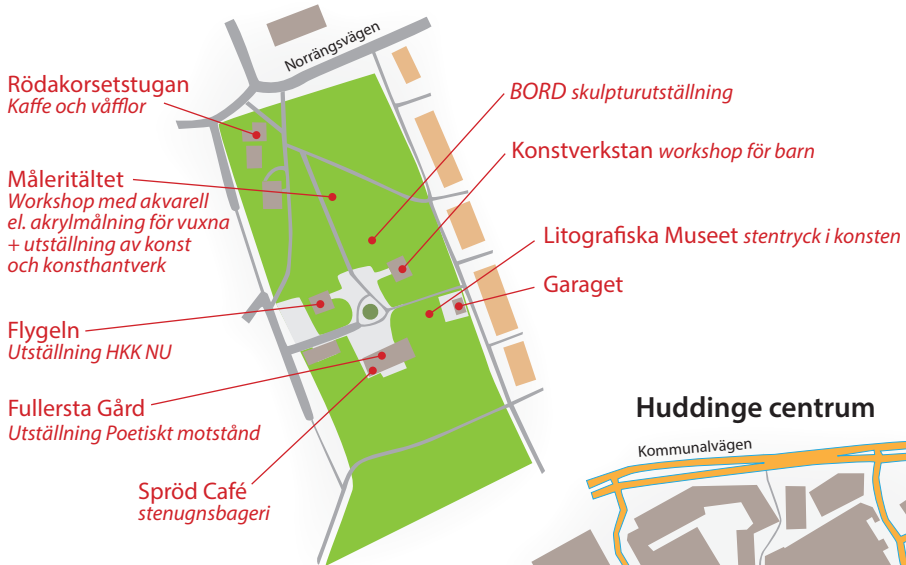 Norrängsvägen
Rödakorsetstugan
Kaffe och våfflor
Måleritältet
Workshop med akvarell
el. akrylmålning för vuxna
+ utställning av konst
och konsthantverk
Flygeln
Utställning HKK NU
Fullersta Gård
Utställning Poetiskt motstånd
Spröd Café
stenugnsbageri
BORD skulpturutställning
Konstverkstan workshop för barn
Litografiska Museet stentryck i konsten
Garaget
Huddinge centrum
Kommunalvägen